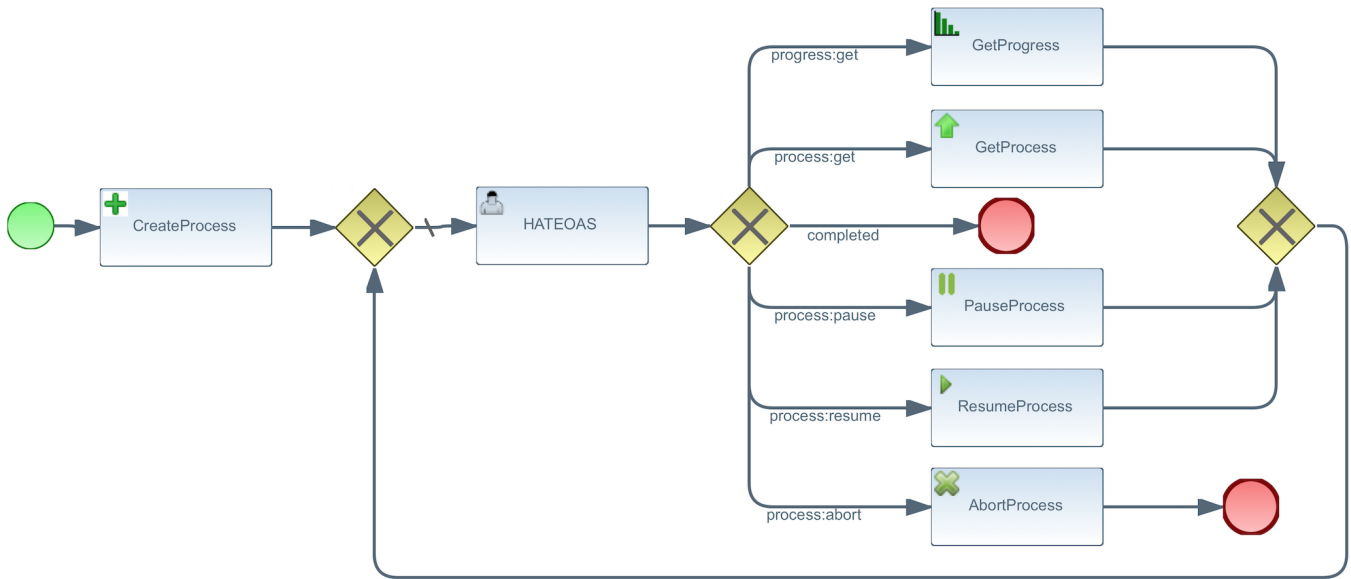 GetProgress
progress:get
GetProcess
process:get
CreateProcess
HATEOAS
completed
PauseProcess
process:pause
ResumeProcess
process:resume
AbortProcess
process:abort